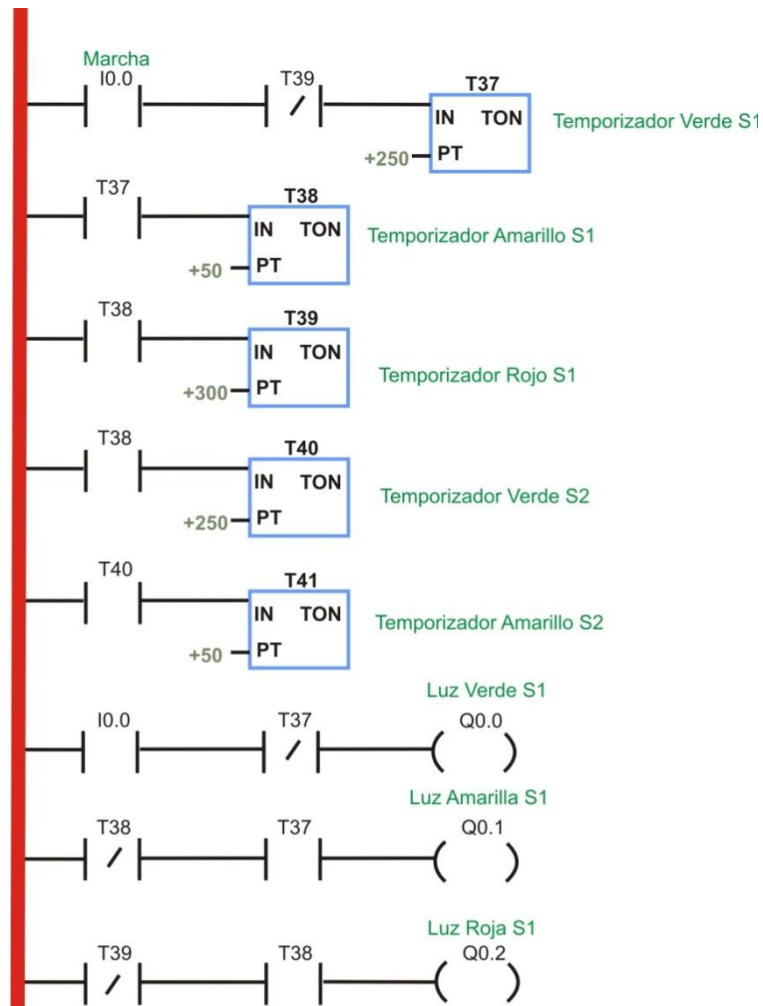 Marcha
I0.0 T39 T37
IN TON Temporizador Verde S1
+250 PT
T37 T38
IN TON Temporizador Amarillo S1
+50 PT
T38 T39
IN TON Temporizador Rojo S1
+300 PT
T38 T40
IN TON Temporizador Verde S2
+250 PT
T40 T41
IN TON Temporizador Amarillo S2
+50 PT
Luz Verde S1
I0.0 T37 Q0.0
Luz Amarilla S1
T38 T37 Q0.1
Luz Roja S1
T39 T38 Q0.2